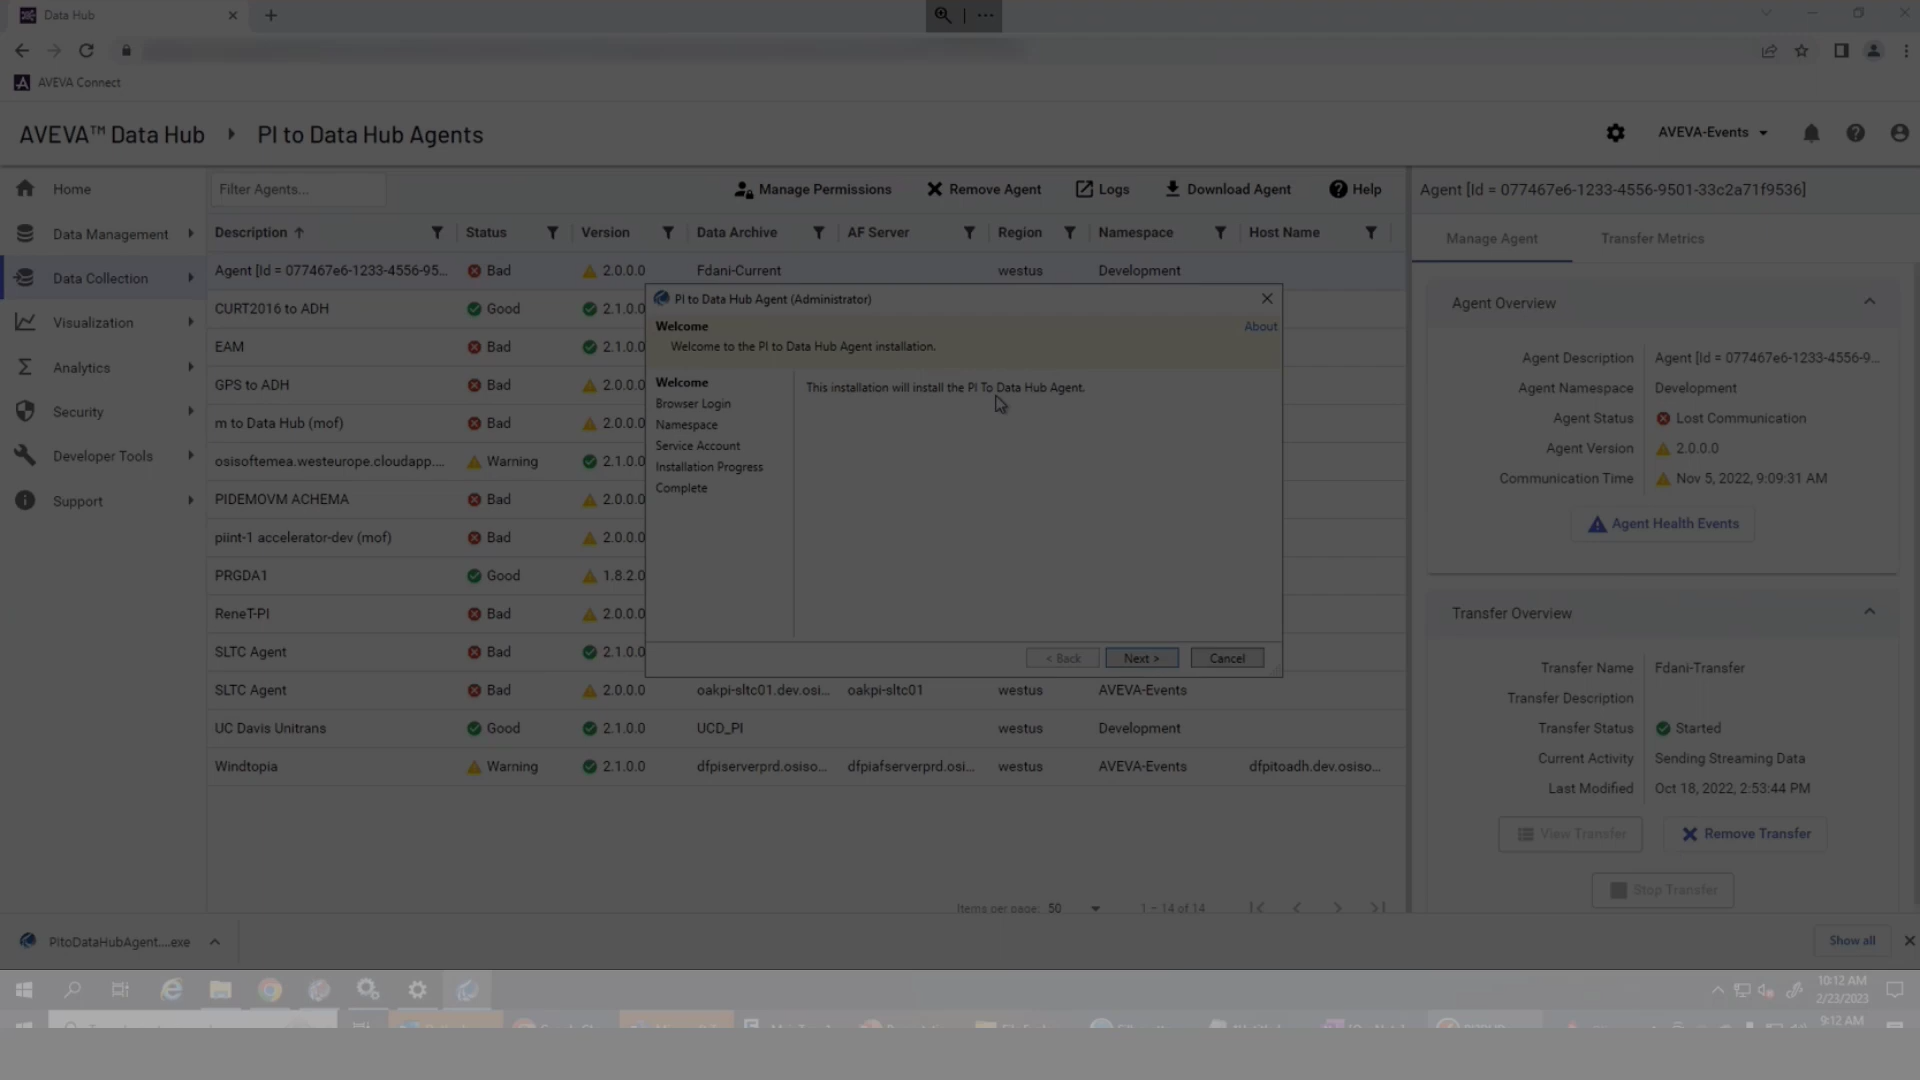 Data Hub
AVEVA Connect
AVEVA™ Data Hub ▸ PI to Data Hub Agents
AVEVA-Events
Home
Data Management
Data Collection
Visualization
Analytics
Security
Developer Tools
Support
Filter Agents...
Manage Permissions
Remove Agent
Logs
Download Agent
Help
Description Status Version Data Archive AF Server Region Namespace Host Name
Agent [Id = 077467e6-1233-4556-95... Bad 2.0.0.0 Fdani-Current westus Development
CURT2016 to ADH Good 2.1.0.0
EAM Bad 2.1.0.0
GPS to ADH Bad 2.0.0.0
m to Data Hub (mof) Bad 2.0.0.0
osisoftemea.westeurope.cloudapp.... Warning 2.1.0.0
PIDEMOVM ACHEMA Bad 2.0.0.0
piint-1 accelerator-dev (mof) Bad 2.0.0.0
PRGDA1 Good 1.8.2.0
ReneT-PI Bad 2.0.0.0
SLTC Agent Bad 2.1.0.0
SLTC Agent Bad 2.0.0.0 oakpi-sltc01.dev.osi... oakpi-sltc01 westus AVEVA-Events
UC Davis Unitrans Good 2.1.0.0 UCD_PI westus Development
Windtopia Warning 2.1.0.0 dfpiserverprd.osiso... dfpiafserverprd.osi... westus AVEVA-Events dfpitoadh.dev.osiso...
Items per page: 50 1 – 14 of 14
PI to Data Hub Agent (Administrator)
Welcome
About
Welcome to the PI to Data Hub Agent installation.
Welcome
Browser Login
Namespace
Service Account
Installation Progress
Complete
This installation will install the PI To Data Hub Agent.
< Back
Next >
Cancel
Agent [Id = 077467e6-1233-4556-9501-33c2a71f9536]
Manage Agent
Transfer Metrics
Agent Overview
Agent Description Agent [Id = 077467e6-1233-4556-9...
Agent Namespace Development
Agent Status Lost Communication
Agent Version 2.0.0.0
Communication Time Nov 5, 2022, 9:09:31 AM
Agent Health Events
Transfer Overview
Transfer Name Fdani-Transfer
Transfer Description
Transfer Status Started
Current Activity Sending Streaming Data
Last Modified Oct 18, 2022, 2:53:44 PM
View Transfer
Remove Transfer
Stop Transfer
PItoDataHubAgent....exe
Show all
10:12 AM
2/23/2023
9:12 AM